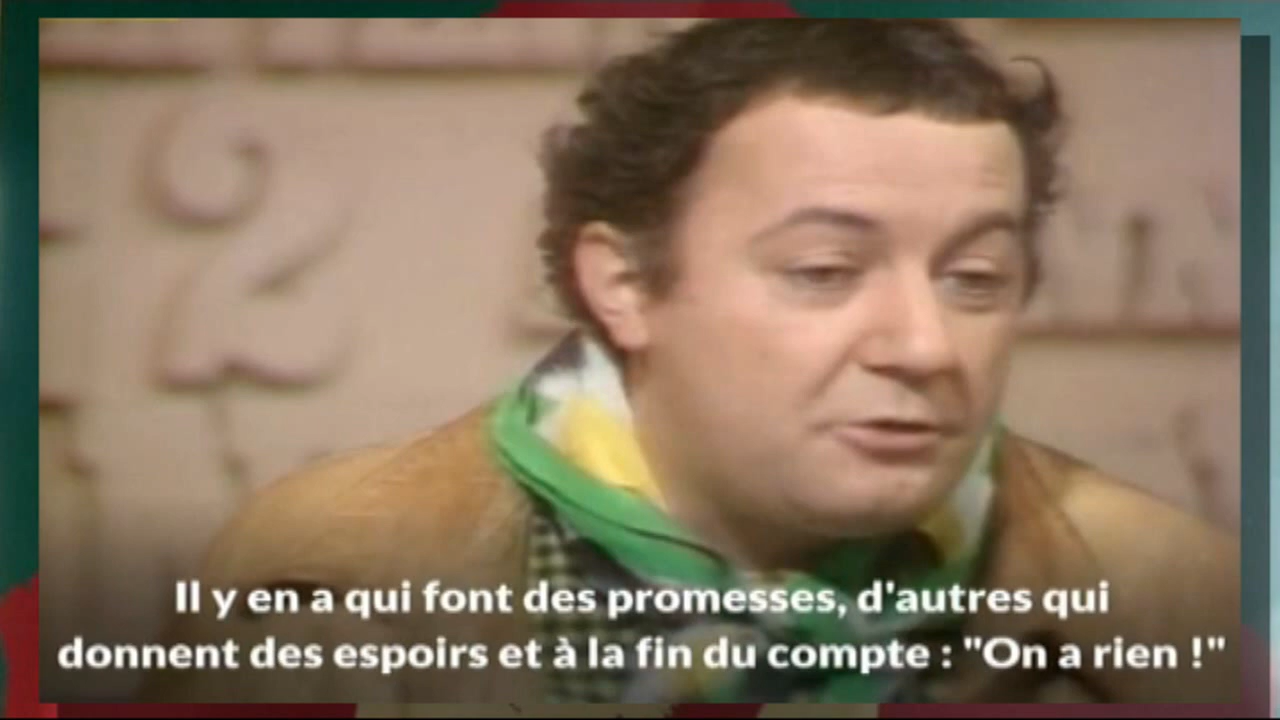 Il y en a qui font des promesses, d'autres qui
donnent des espoirs et à la fin du compte : "On a rien !"